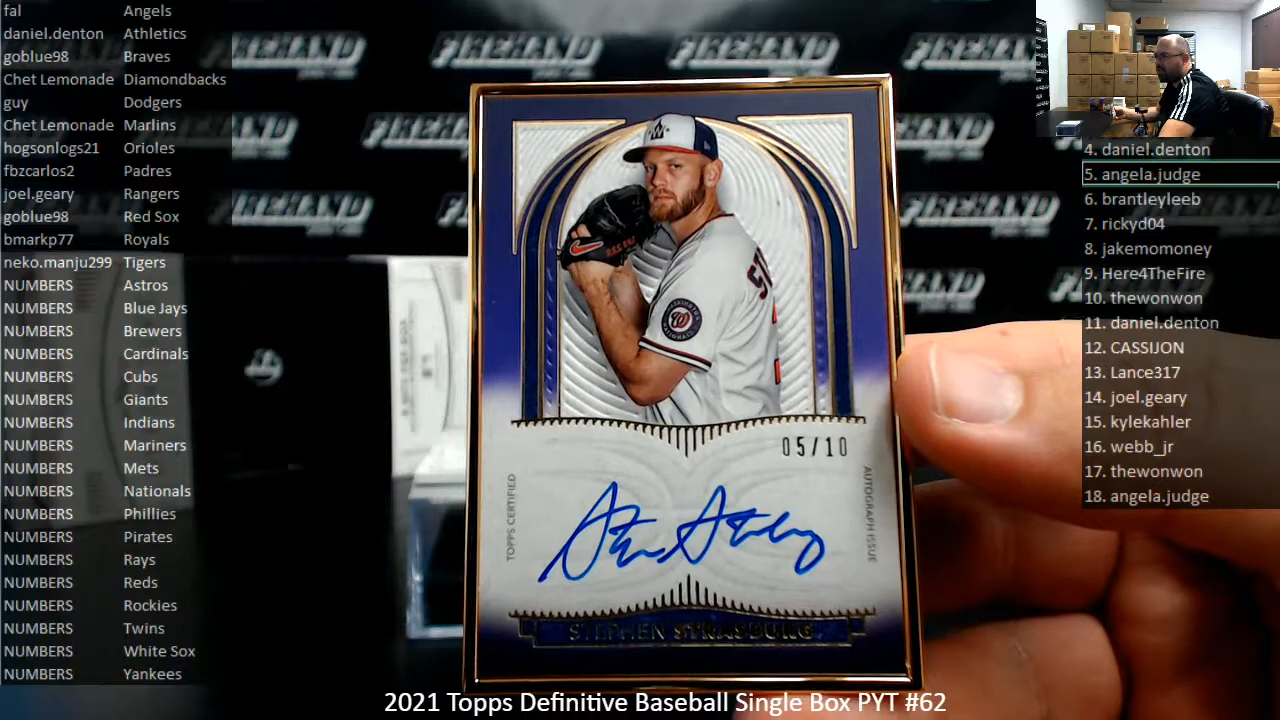 fal Angels
daniel.denton Athletics
goblue98 Braves
Chet Lemonade Diamondbacks
guy Dodgers
Chet Lemonade Marlins
hogsonlogs21 Orioles
fbzcarlos2 Padres
joel.geary Rangers
goblue98 Red Sox
bmarkp77 Royals
neko.manju299 Tigers
NUMBERS Astros
NUMBERS Blue Jays
NUMBERS Brewers
NUMBERS Cardinals
NUMBERS Cubs
NUMBERS Giants
NUMBERS Indians
NUMBERS Mariners
NUMBERS Mets
NUMBERS Nationals
NUMBERS Phillies
NUMBERS Pirates
NUMBERS Rays
NUMBERS Reds
NUMBERS Rockies
NUMBERS Twins
NUMBERS White Sox
NUMBERS Yankees
FIREHAND
FIREHAND
FIREHAND
FIREHAND
FIREHAND
FIREHAND
W
05/10
TOPPS CERTIFIED
AUTOGRAPH ISSUE
STEPHEN STRASBURG
4. daniel.denton
5. angela.judge
6. brantleyleeb
7. rickyd04
8. jakemomoney
9. Here4TheFire
10. thewonwon
11. daniel.denton
12. CASSIJON
13. Lance317
14. joel.geary
15. kylekahler
16. webb_jr
17. thewonwon
18. angela.judge
2021 Topps Definitive Baseball Single Box PYT #62